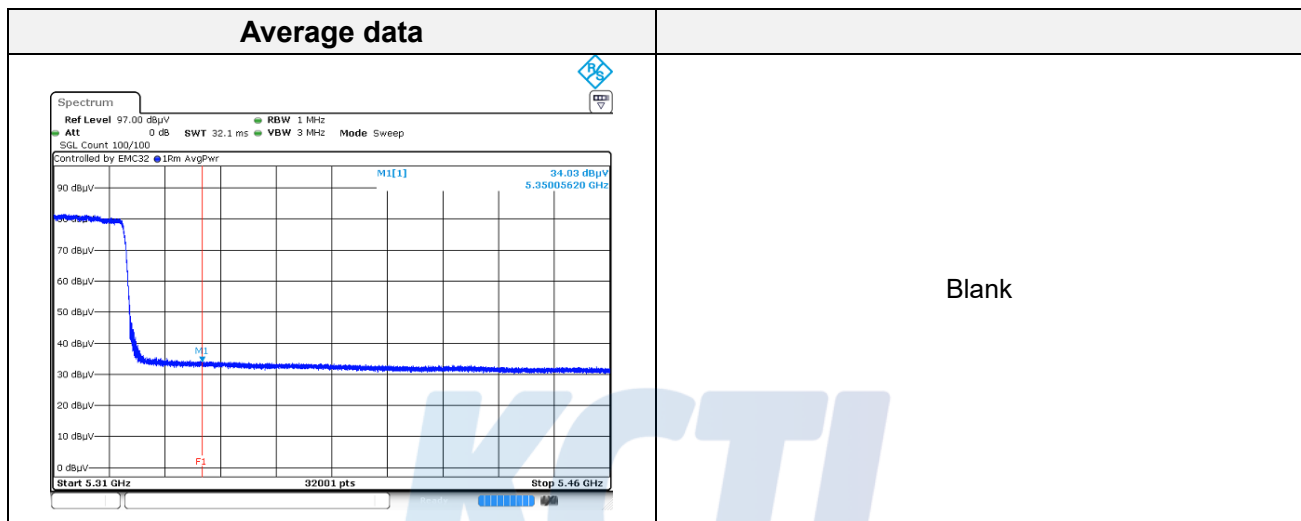 Average data
R&S
Spectrum
Ref Level 97.00 dBµV RBW 1 MHz
Att 0 dB SWT 32.1 ms VBW 3 MHz Mode Sweep
SGL Count 100/100
Controlled by EMC32 1Rm AvgPwr
M1[1] 34.03 dBµV
5.35005620 GHz
90 dBµV
80 dBµV
70 dBµV
60 dBµV
50 dBµV
40 dBµV
M1
30 dBµV
20 dBµV
10 dBµV
F1
0 dBµV
Start 5.31 GHz 32001 pts Stop 5.46 GHz
Blank
KCTL